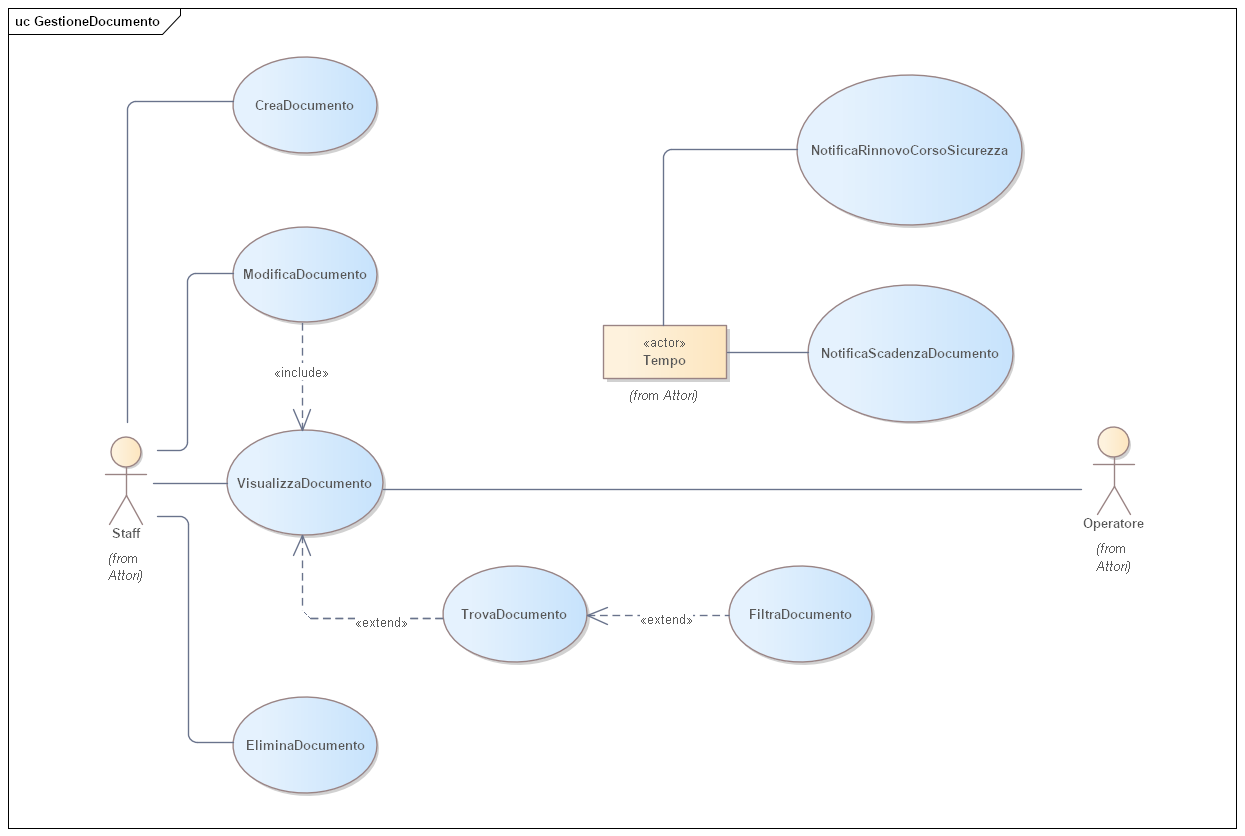 uc GestioneDocumento
CreaDocumento
NotificaRinnovoCorsoSicurezza
ModificaDocumento
«actor»
Tempo
(from Attori)
NotificaScadenzaDocumento
«include»
VisualizzaDocumento
Staff
(from
Attori)
Operatore
(from
Attori)
TrovaDocumento
FiltraDocumento
«extend»
«extend»
EliminaDocumento